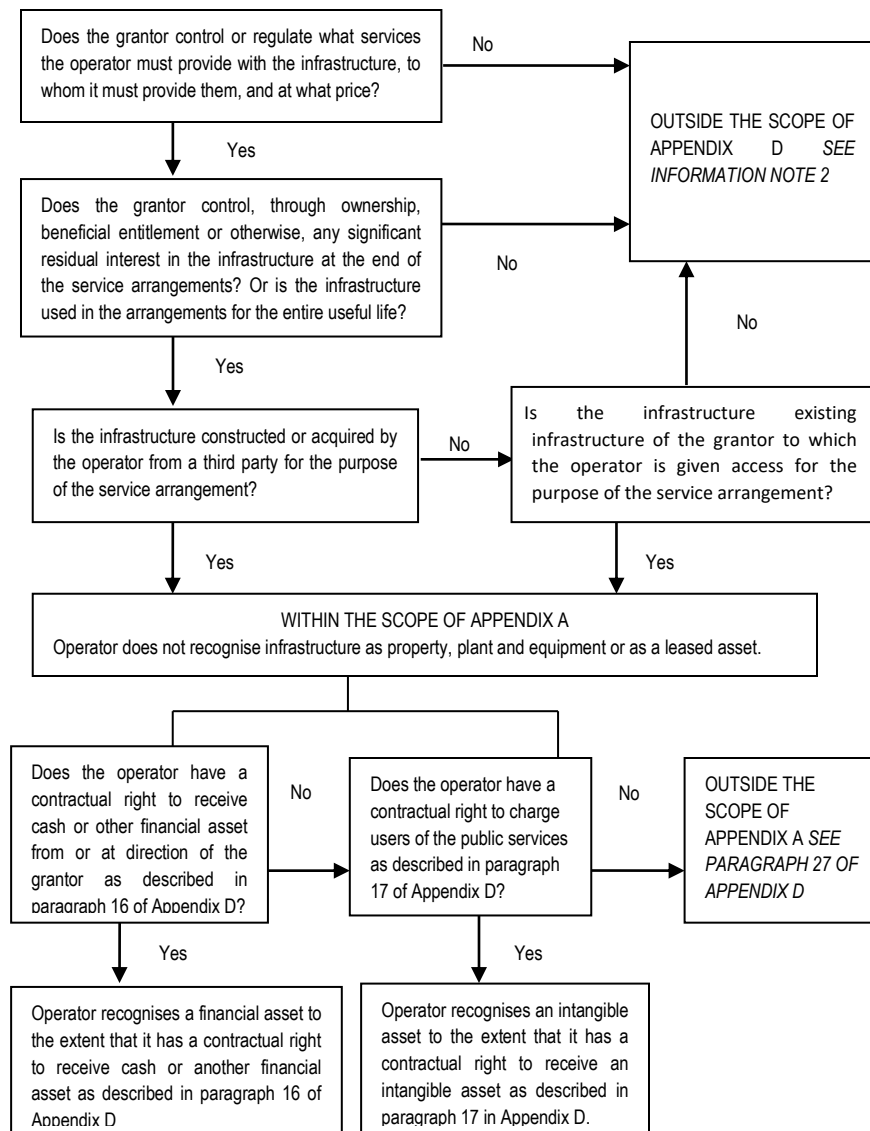 Does the grantor control or regulate what services
the operator must provide with the infrastructure, to
whom it must provide them, and at what price?
No
OUTSIDE THE SCOPE OF
APPENDIX D SEE
INFORMATION NOTE 2
Yes
Does the grantor control, through ownership,
beneficial entitlement or otherwise, any significant
residual interest in the infrastructure at the end of
the service arrangements? Or is the infrastructure
used in the arrangements for the entire useful life?
No
Yes
No
Is the infrastructure constructed or acquired by
the operator from a third party for the purpose
of the service arrangement?
No
Is the infrastructure existing
infrastructure of the grantor to which
the operator is given access for the
purpose of the service arrangement?
Yes
Yes
WITHIN THE SCOPE OF APPENDIX A
Operator does not recognise infrastructure as property, plant and equipment or as a leased asset.
Does the operator have a
contractual right to receive
cash or other financial asset
from or at direction of the
grantor as described in
paragraph 16 of Appendix D?
No
Does the operator have a
contractual right to charge
users of the public services
as described in paragraph
17 of Appendix D?
No
OUTSIDE THE
SCOPE OF
APPENDIX A SEE
PARAGRAPH 27 OF
APPENDIX D
Yes
Yes
Operator recognises a financial asset to
the extent that it has a contractual right
to receive cash or another financial
asset as described in paragraph 16 of
Appendix D
Operator recognises an intangible
asset to the extent that it has a
contractual right to receive an
intangible asset as described in
paragraph 17 in Appendix D.